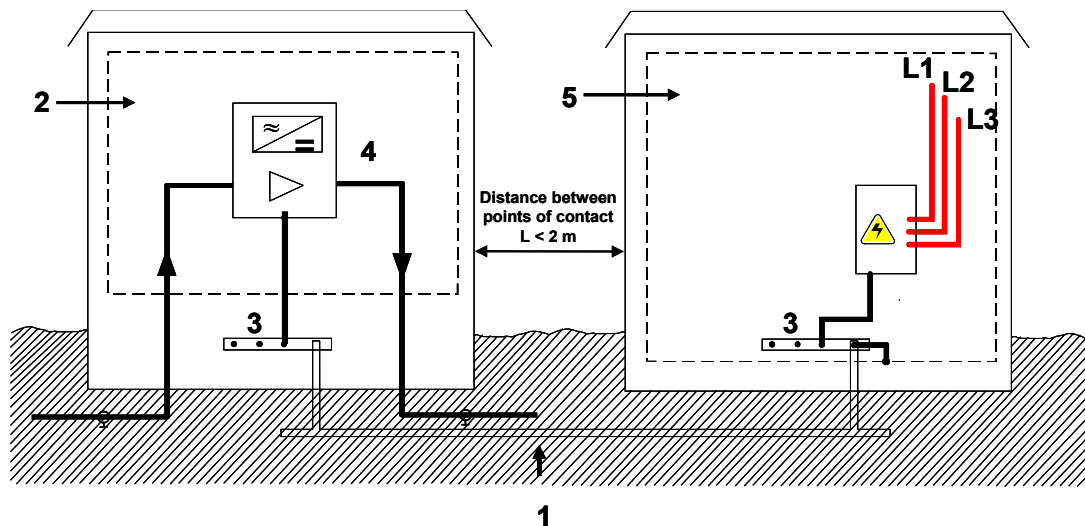 2
4
3
Distance between
points of contact
L < 2 m
5
L1
L2
L3
3
1